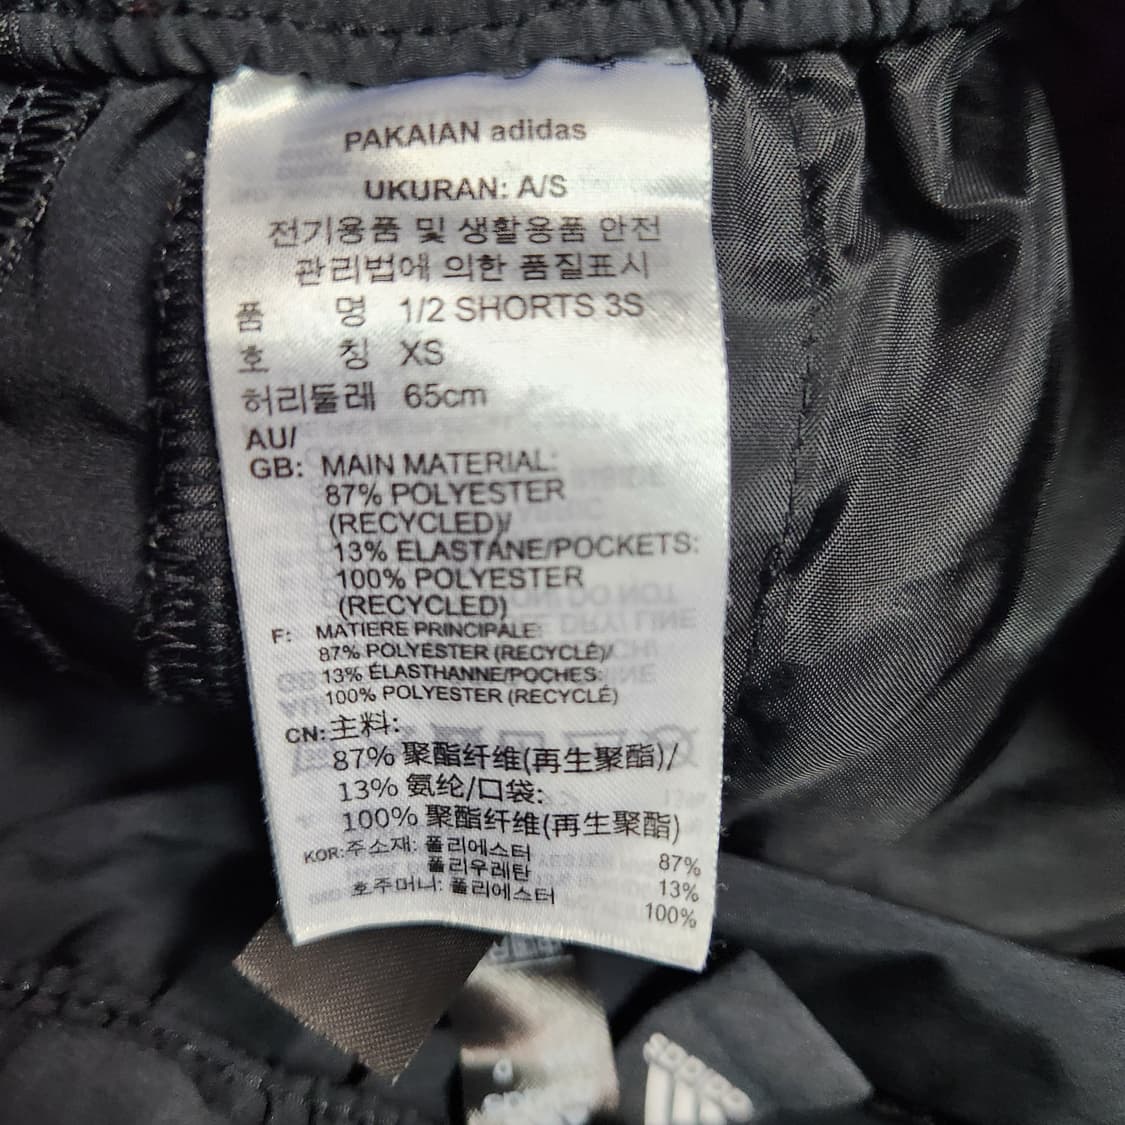 PAKAIAN adidas
UKURAN: A/S
전기용품 및 생활용품 안전
관리법에 의한 품질표시
품 명 1/2 SHORTS 3S
호 칭 XS
허리둘레 65cm
AU/
GB: MAIN MATERIAL:
87% POLYESTER
(RECYCLED)/
13% ELASTANE/POCKETS:
100% POLYESTER
(RECYCLED)
F: MATIERE PRINCIPALE:
87% POLYESTER (RECYCLÉ)/
13% ÉLASTHANNE/POCHES:
100% POLYESTER (RECYCLÉ)
CN: 主料:
87% 聚酯纤维(再生聚酯)/
13% 氨纶/口袋:
100% 聚酯纤维(再生聚酯)
KOR:주소재: 폴리에스터 87%
폴리우레탄 13%
호주머니: 폴리에스터 100%
adidas